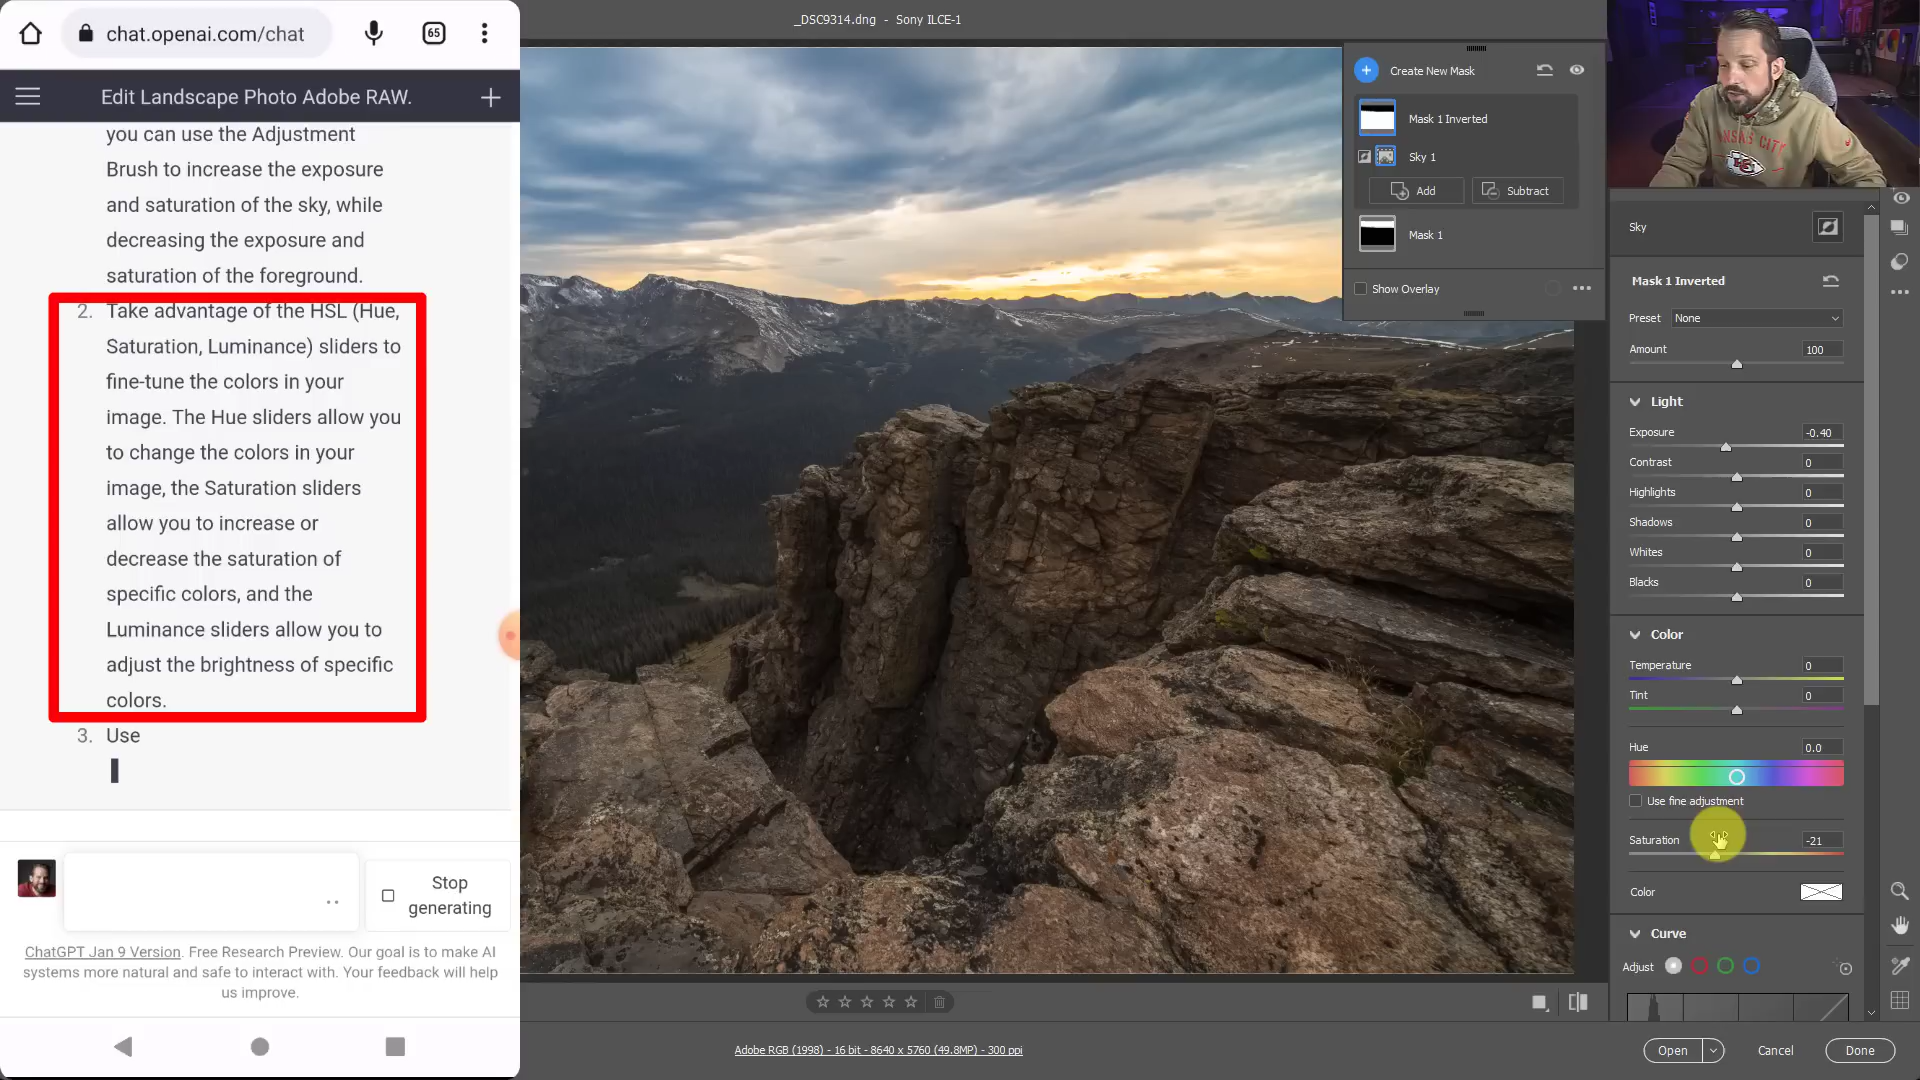 chat.openai.com/chat
65
Edit Landscape Photo Adobe RAW.
you can use the Adjustment
Brush to increase the exposure
and saturation of the sky, while
decreasing the exposure and
saturation of the foreground.
2. Take advantage of the HSL (Hue,
Saturation, Luminance) sliders to
fine-tune the colors in your
image. The Hue sliders allow you
to change the colors in your
image, the Saturation sliders
allow you to increase or
decrease the saturation of
specific colors, and the
Luminance sliders allow you to
adjust the brightness of specific
colors.
3. Use
Stop
generating
ChatGPT Jan 9 Version. Free Research Preview. Our goal is to make AI
systems more natural and safe to interact with. Your feedback will help
us improve.
_DSC9314.dng - Sony ILCE-1
Create New Mask
Mask 1 Inverted
Sky 1
Add
Subtract
Mask 1
Show Overlay
Adobe RGB (1998) - 16 bit - 8640 x 5760 (49.8MP) - 300 ppi
KANSAS CITY
KC
Sky
Mask 1 Inverted
Preset None
Amount 100
Light
Exposure -0.40
Contrast 0
Highlights 0
Shadows 0
Whites 0
Blacks 0
Color
Temperature 0
Tint 0
Hue 0.0
Use fine adjustment
Saturation -21
Color
Curve
Adjust
Open
Cancel
Done